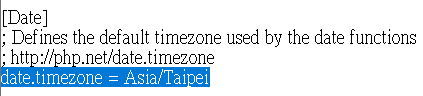 [Date]
; Defines the default timezone used by the date functions
; http://php.net/date.timezone
date.timezone = Asia/Taipei